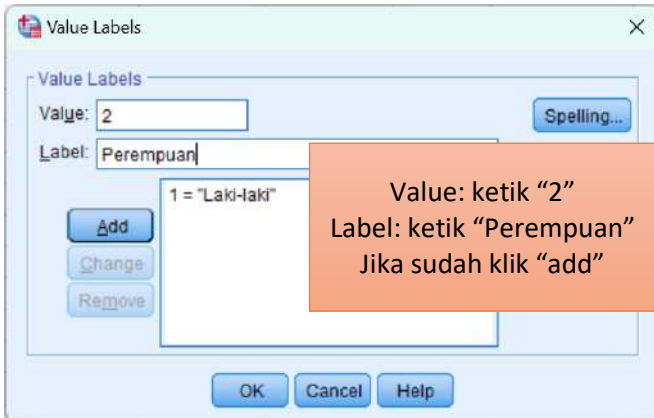 Value Labels
Value Labels
Value: 2
Spelling...
Label: Perempuan
1 = "Laki-laki"
Add
Change
Remove
Value: ketik “2”
Label: ketik “Perempuan”
Jika sudah klik “add”
OK
Cancel
Help